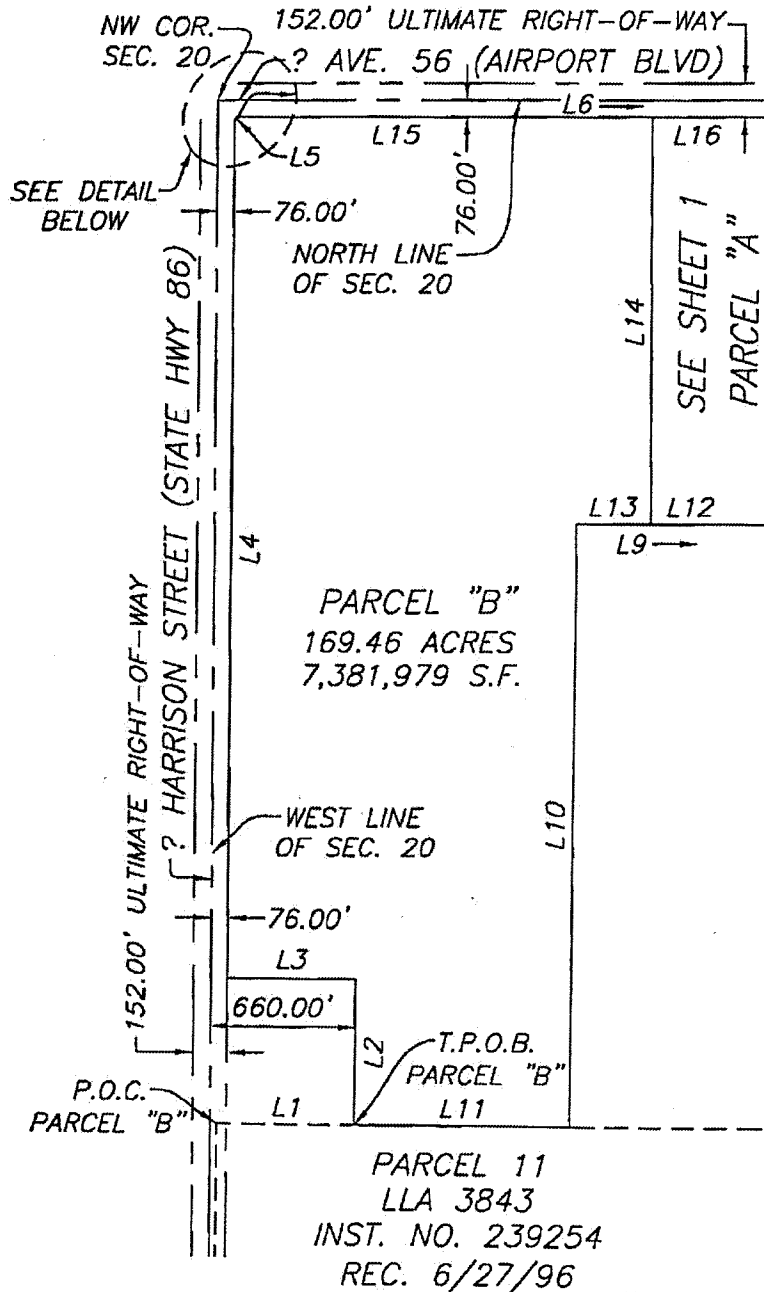 152.00' ULTIMATE RIGHT-OF-WAY
NW COR.
SEC. 20
? AVE. 56 (AIRPORT BLVD)
L6
L15
L16
L5
SEE DETAIL
BELOW
76.00'
76.00'
NORTH LINE
OF SEC. 20
SEE SHEET 1
PARCEL "A"
L14
L13
L12
L9
? HARRISON STREET (STATE HWY 86)
152.00' ULTIMATE RIGHT-OF-WAY
L4
PARCEL "B"
169.46 ACRES
7,381,979 S.F.
L10
WEST LINE
OF SEC. 20
76.00'
L3
660.00'
L2
T.P.O.B.
PARCEL "B"
P.O.C.
PARCEL "B"
L1
L11
PARCEL 11
LLA 3843
INST. NO. 239254
REC. 6/27/96